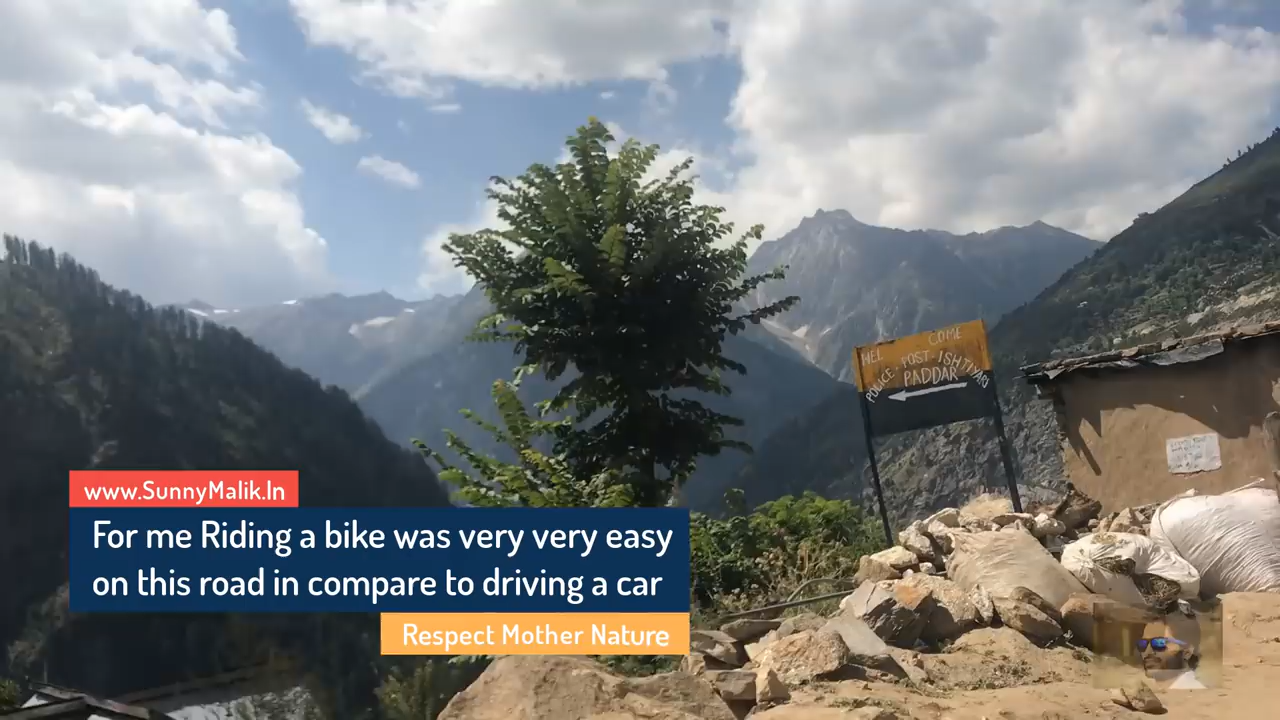 WEL COME
POLICE. POST-ISHTIYARI
PADDAR
www.SunnyMalik.In
For me Riding a bike was very very easy
on this road in compare to driving a car
Respect Mother Nature